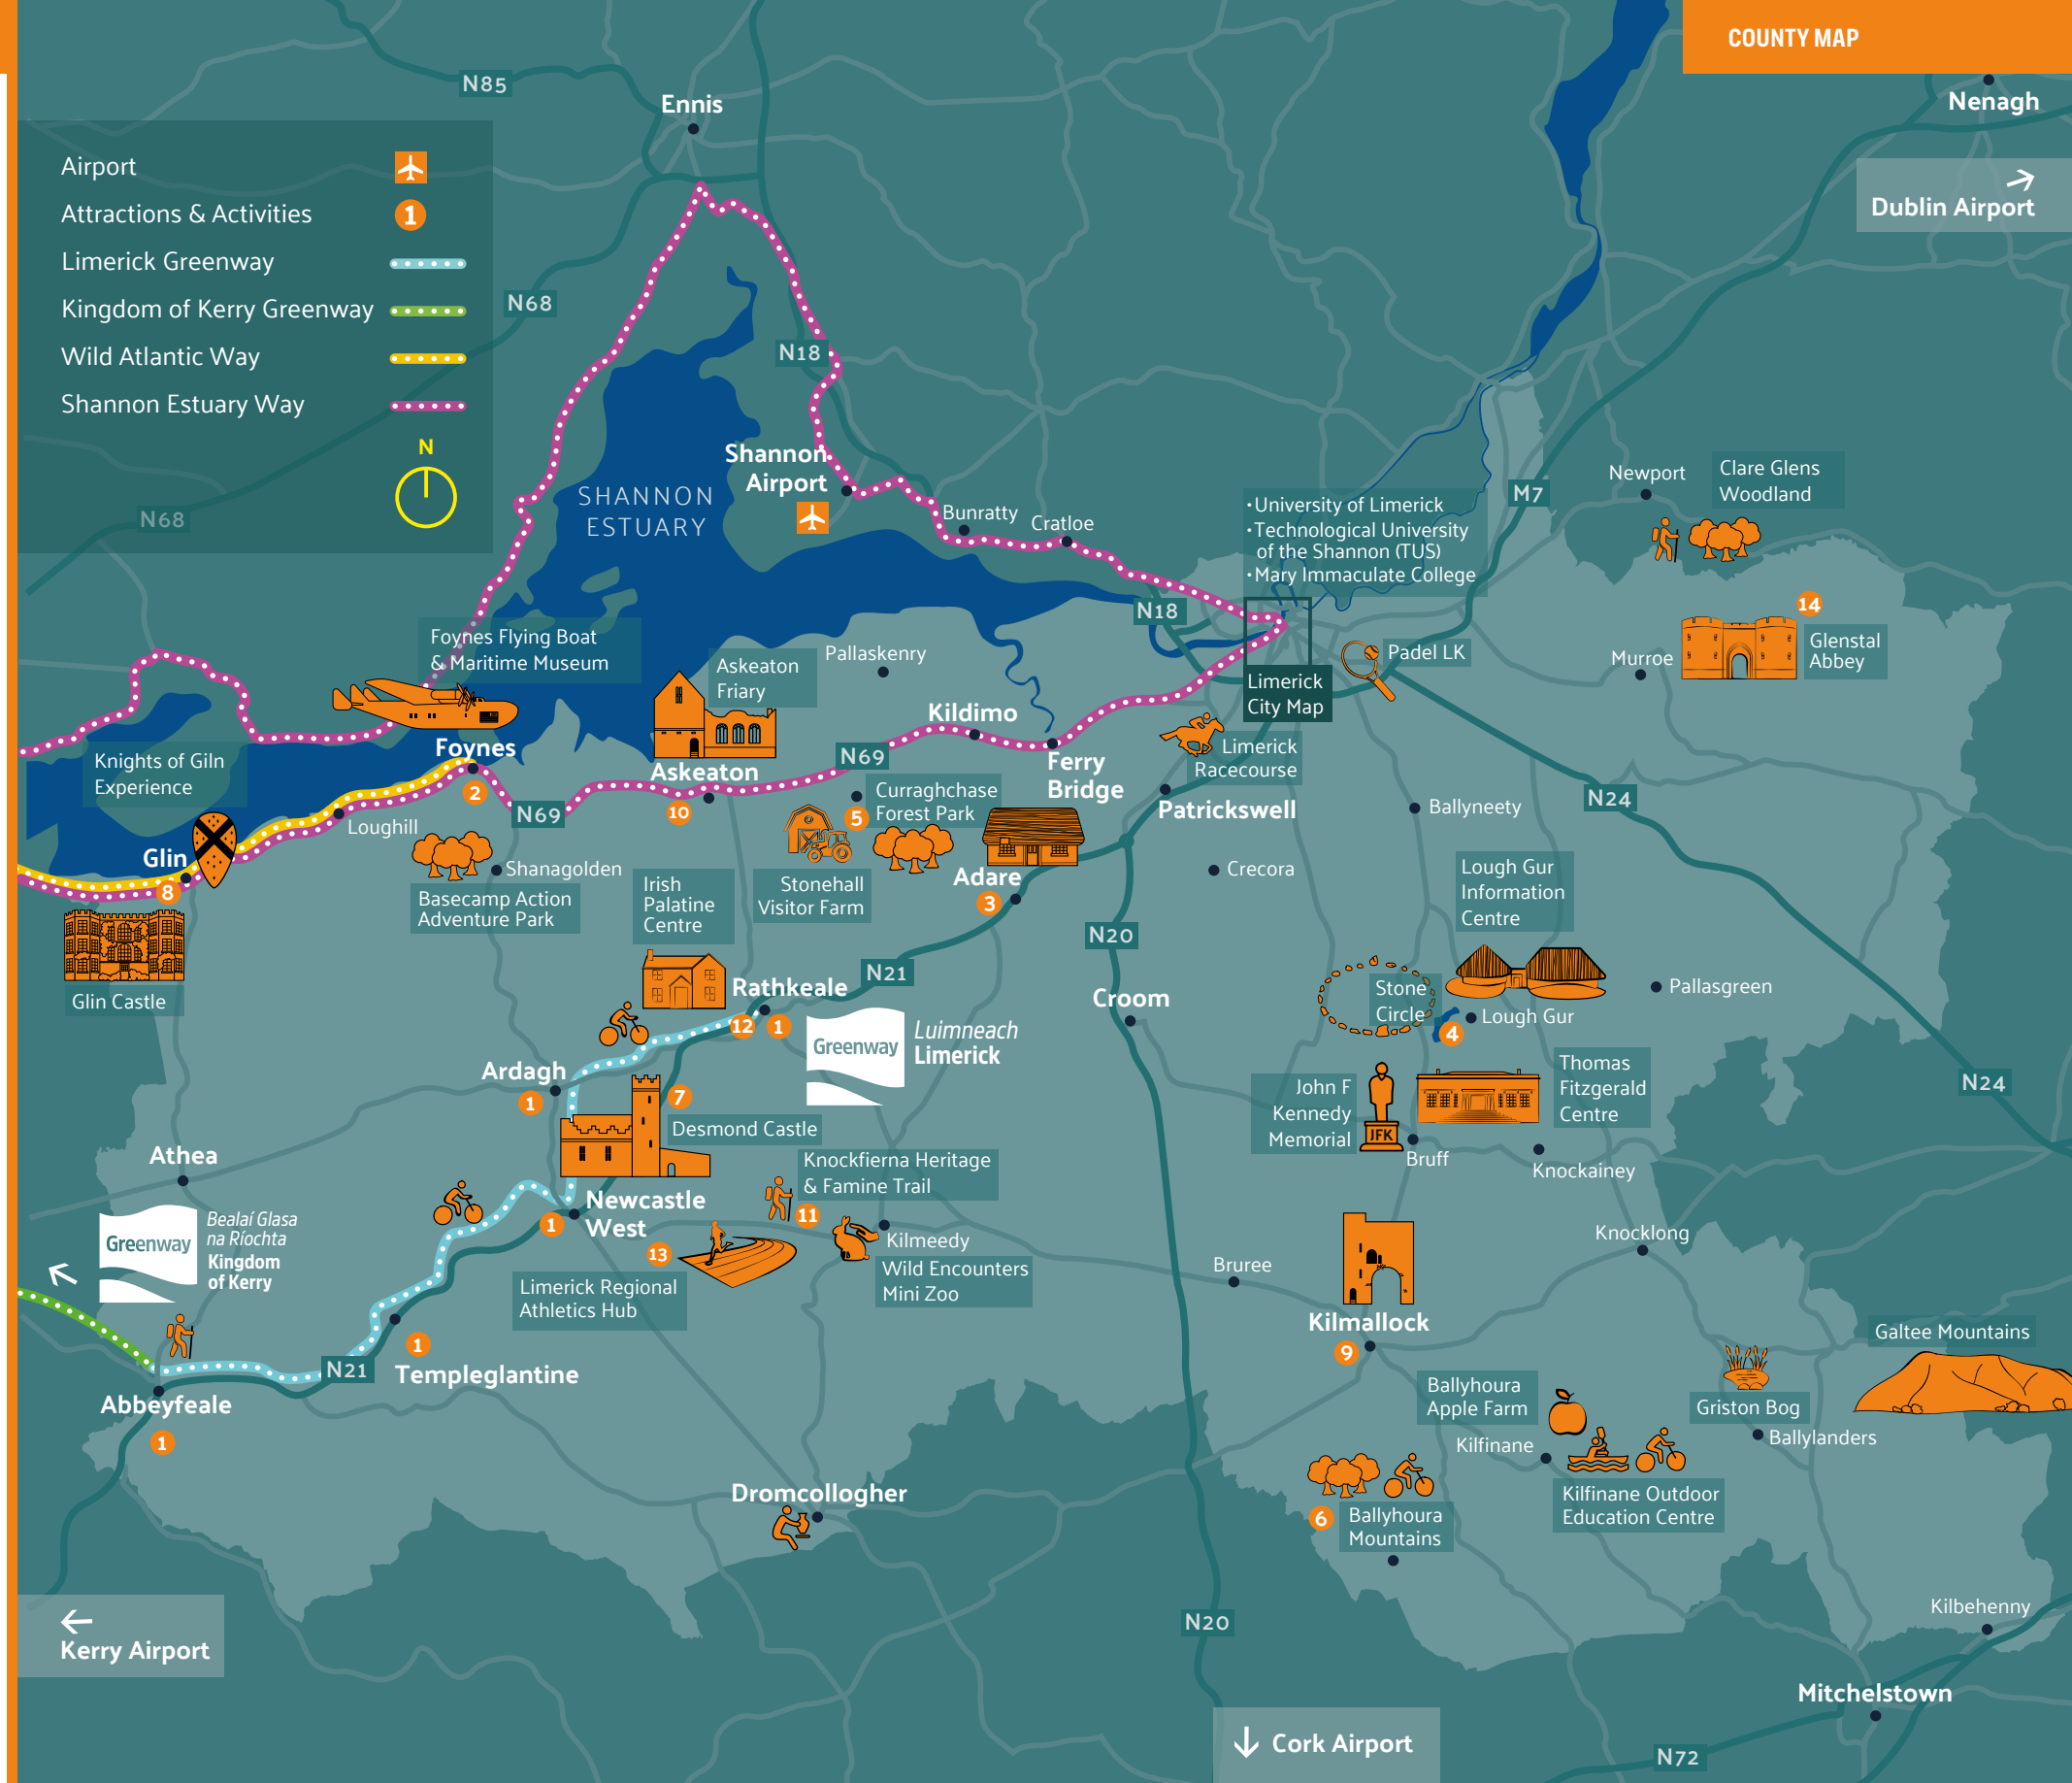 COUNTY MAP
Nenagh
Dublin Airport
N85
Ennis
Airport
Attractions & Activities
1
Limerick Greenway
Kingdom of Kerry Greenway
Wild Atlantic Way
Shannon Estuary Way
N
N68
N68
N18
Shannon
Airport
SHANNON
ESTUARY
Bunratty
Cratloe
•University of Limerick
•Technological University
of the Shannon (TUS)
•Mary Immaculate College
M7
Newport
Clare Glens
Woodland
N18
14
Glenstal
Abbey
Murroe
Padel LK
Limerick
City Map
Foynes Flying Boat
& Maritime Museum
Askeaton
Friary
Pallaskenry
Kildimo
Foynes
2
Knights of Giln
Experience
Askeaton
10
N69
N69
Ferry
Bridge
Limerick
Racecourse
Patrickswell
Curraghchase
Forest Park
5
Loughill
Glin
8
Shanagolden
Basecamp Action
Adventure Park
Irish
Palatine
Centre
Stonehall
Visitor Farm
Adare
3
Crecora
Ballyneety
N24
Lough Gur
Information
Centre
Glin Castle
N20
N21
Rathkeale
12
1
Greenway
Luimneach
Limerick
Croom
Stone
Circle
Lough Gur
4
Pallasgreen
Ardagh
1
7
Desmond Castle
John F
Kennedy
Memorial
JFK
Thomas
Fitzgerald
Centre
N24
Bruff
Knockainey
Athea
Knockfierna Heritage
& Famine Trail
11
Newcastle
West
1
13
Kilmeedy
Wild Encounters
Mini Zoo
Limerick Regional
Athletics Hub
Greenway
Bealaí Glasa
na Ríochta
Kingdom
of Kerry
Knocklong
Bruree
Kilmallock
9
Galtee Mountains
1
Templeglantine
N21
Abbeyfeale
1
Ballyhoura
Apple Farm
Griston Bog
Ballylanders
Kilfinane
Kilfinane Outdoor
Education Centre
Dromcollogher
6
Ballyhoura
Mountains
N20
Kilbehenny
Kerry Airport
Mitchelstown
Cork Airport
N72